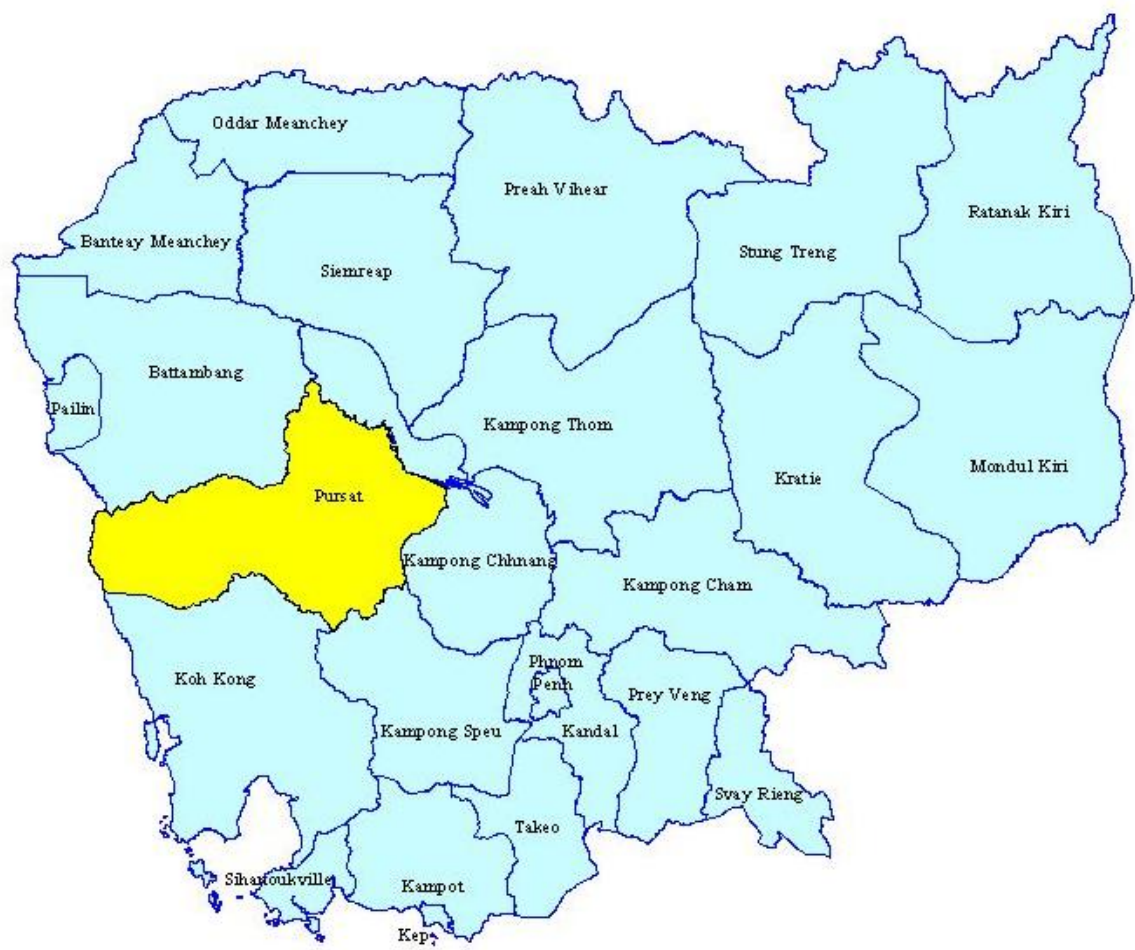 Oddar Meanchey
Preah Vihear
Ratanak Kiri
Banteay Meanchey
Stung Treng
Siemreap
Battambang
Pailin
Kampong Thom
Mondul Kiri
Kratie
Pursat
Kampong Chhnang
Kampong Cham
Phnom
Penh
Koh Kong
Prey Veng
Kampong Speu
Kandal
Svay Rieng
Takeo
Sihanoukville
Kampot
Kep